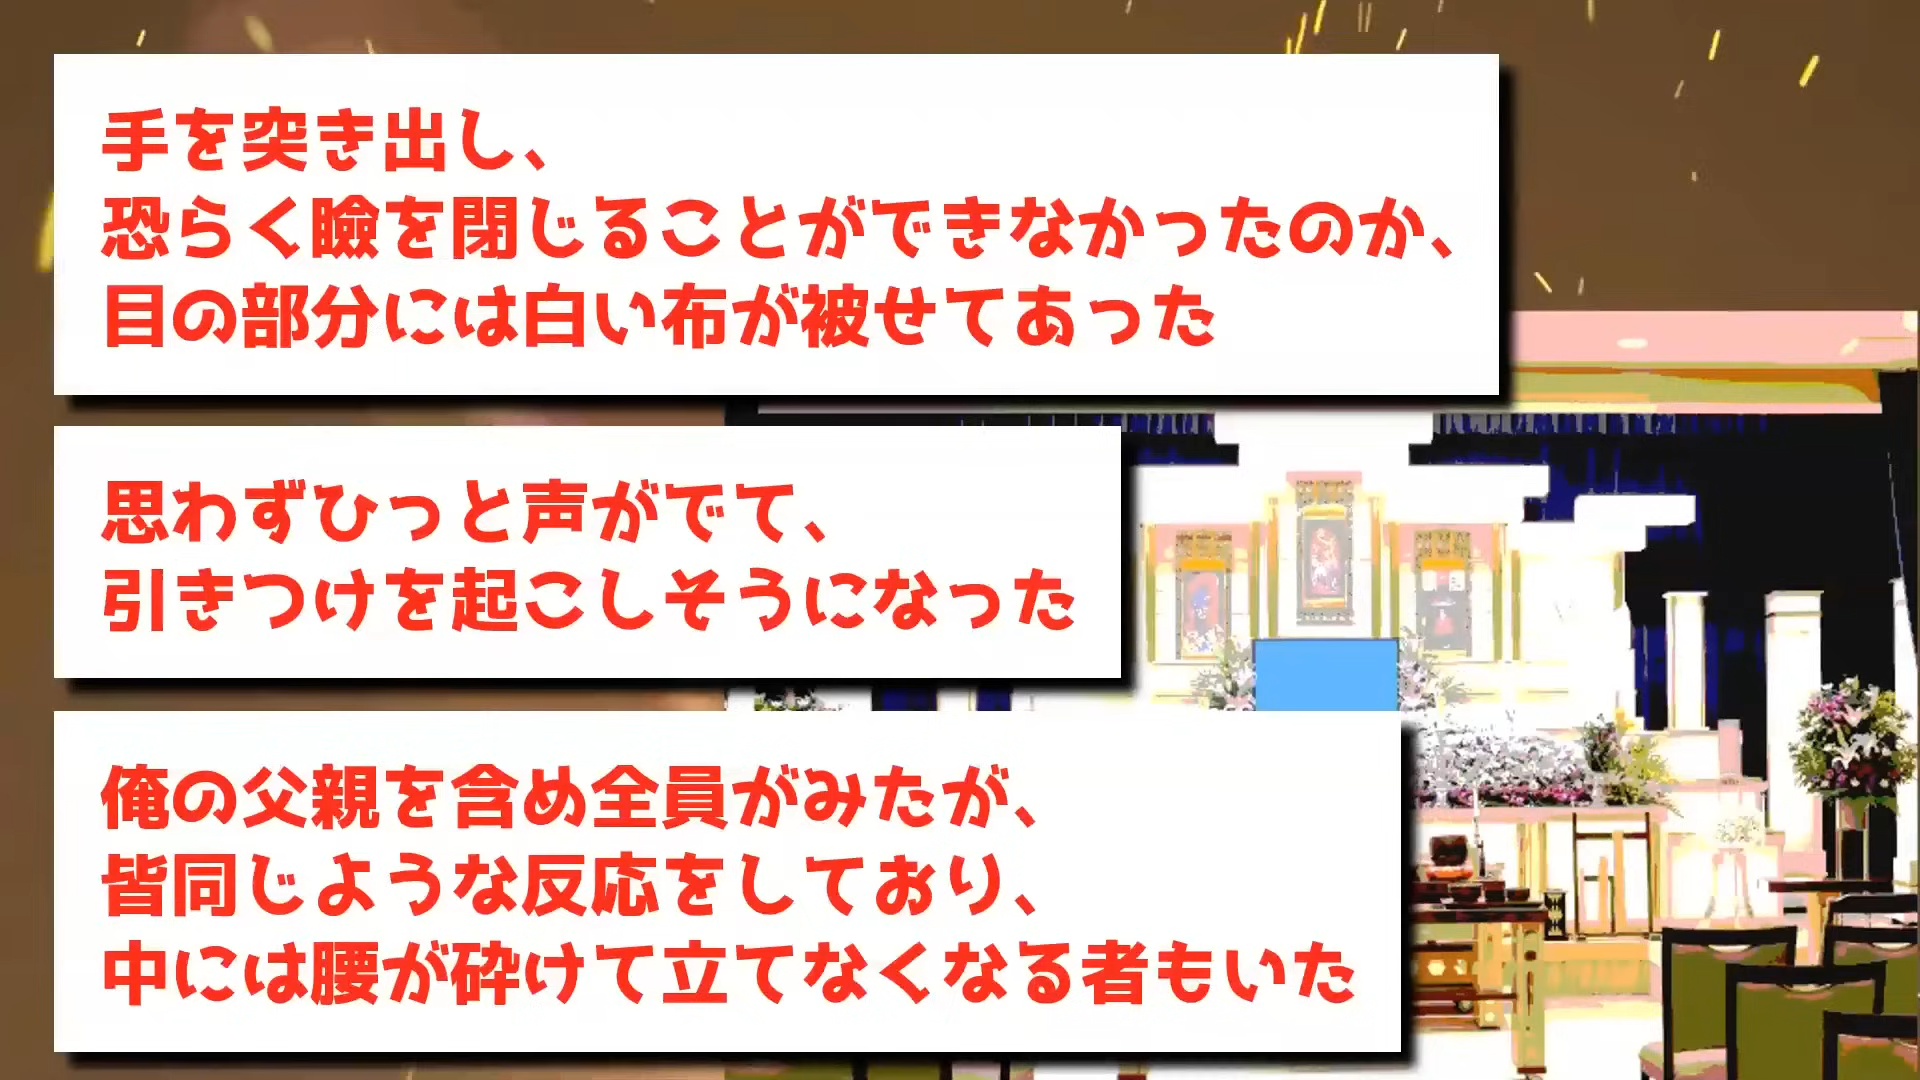 手を突き出し、
恐らく瞼を閉じることができなかったのか、
目の部分には白い布が被せてあった
思わずひっと声がでて、
引きつけを起こしそうになった
俺の父親を含め全員がみたが、
皆同じような反応をしており、
中には腰が砕けて立てなくなる者もいた